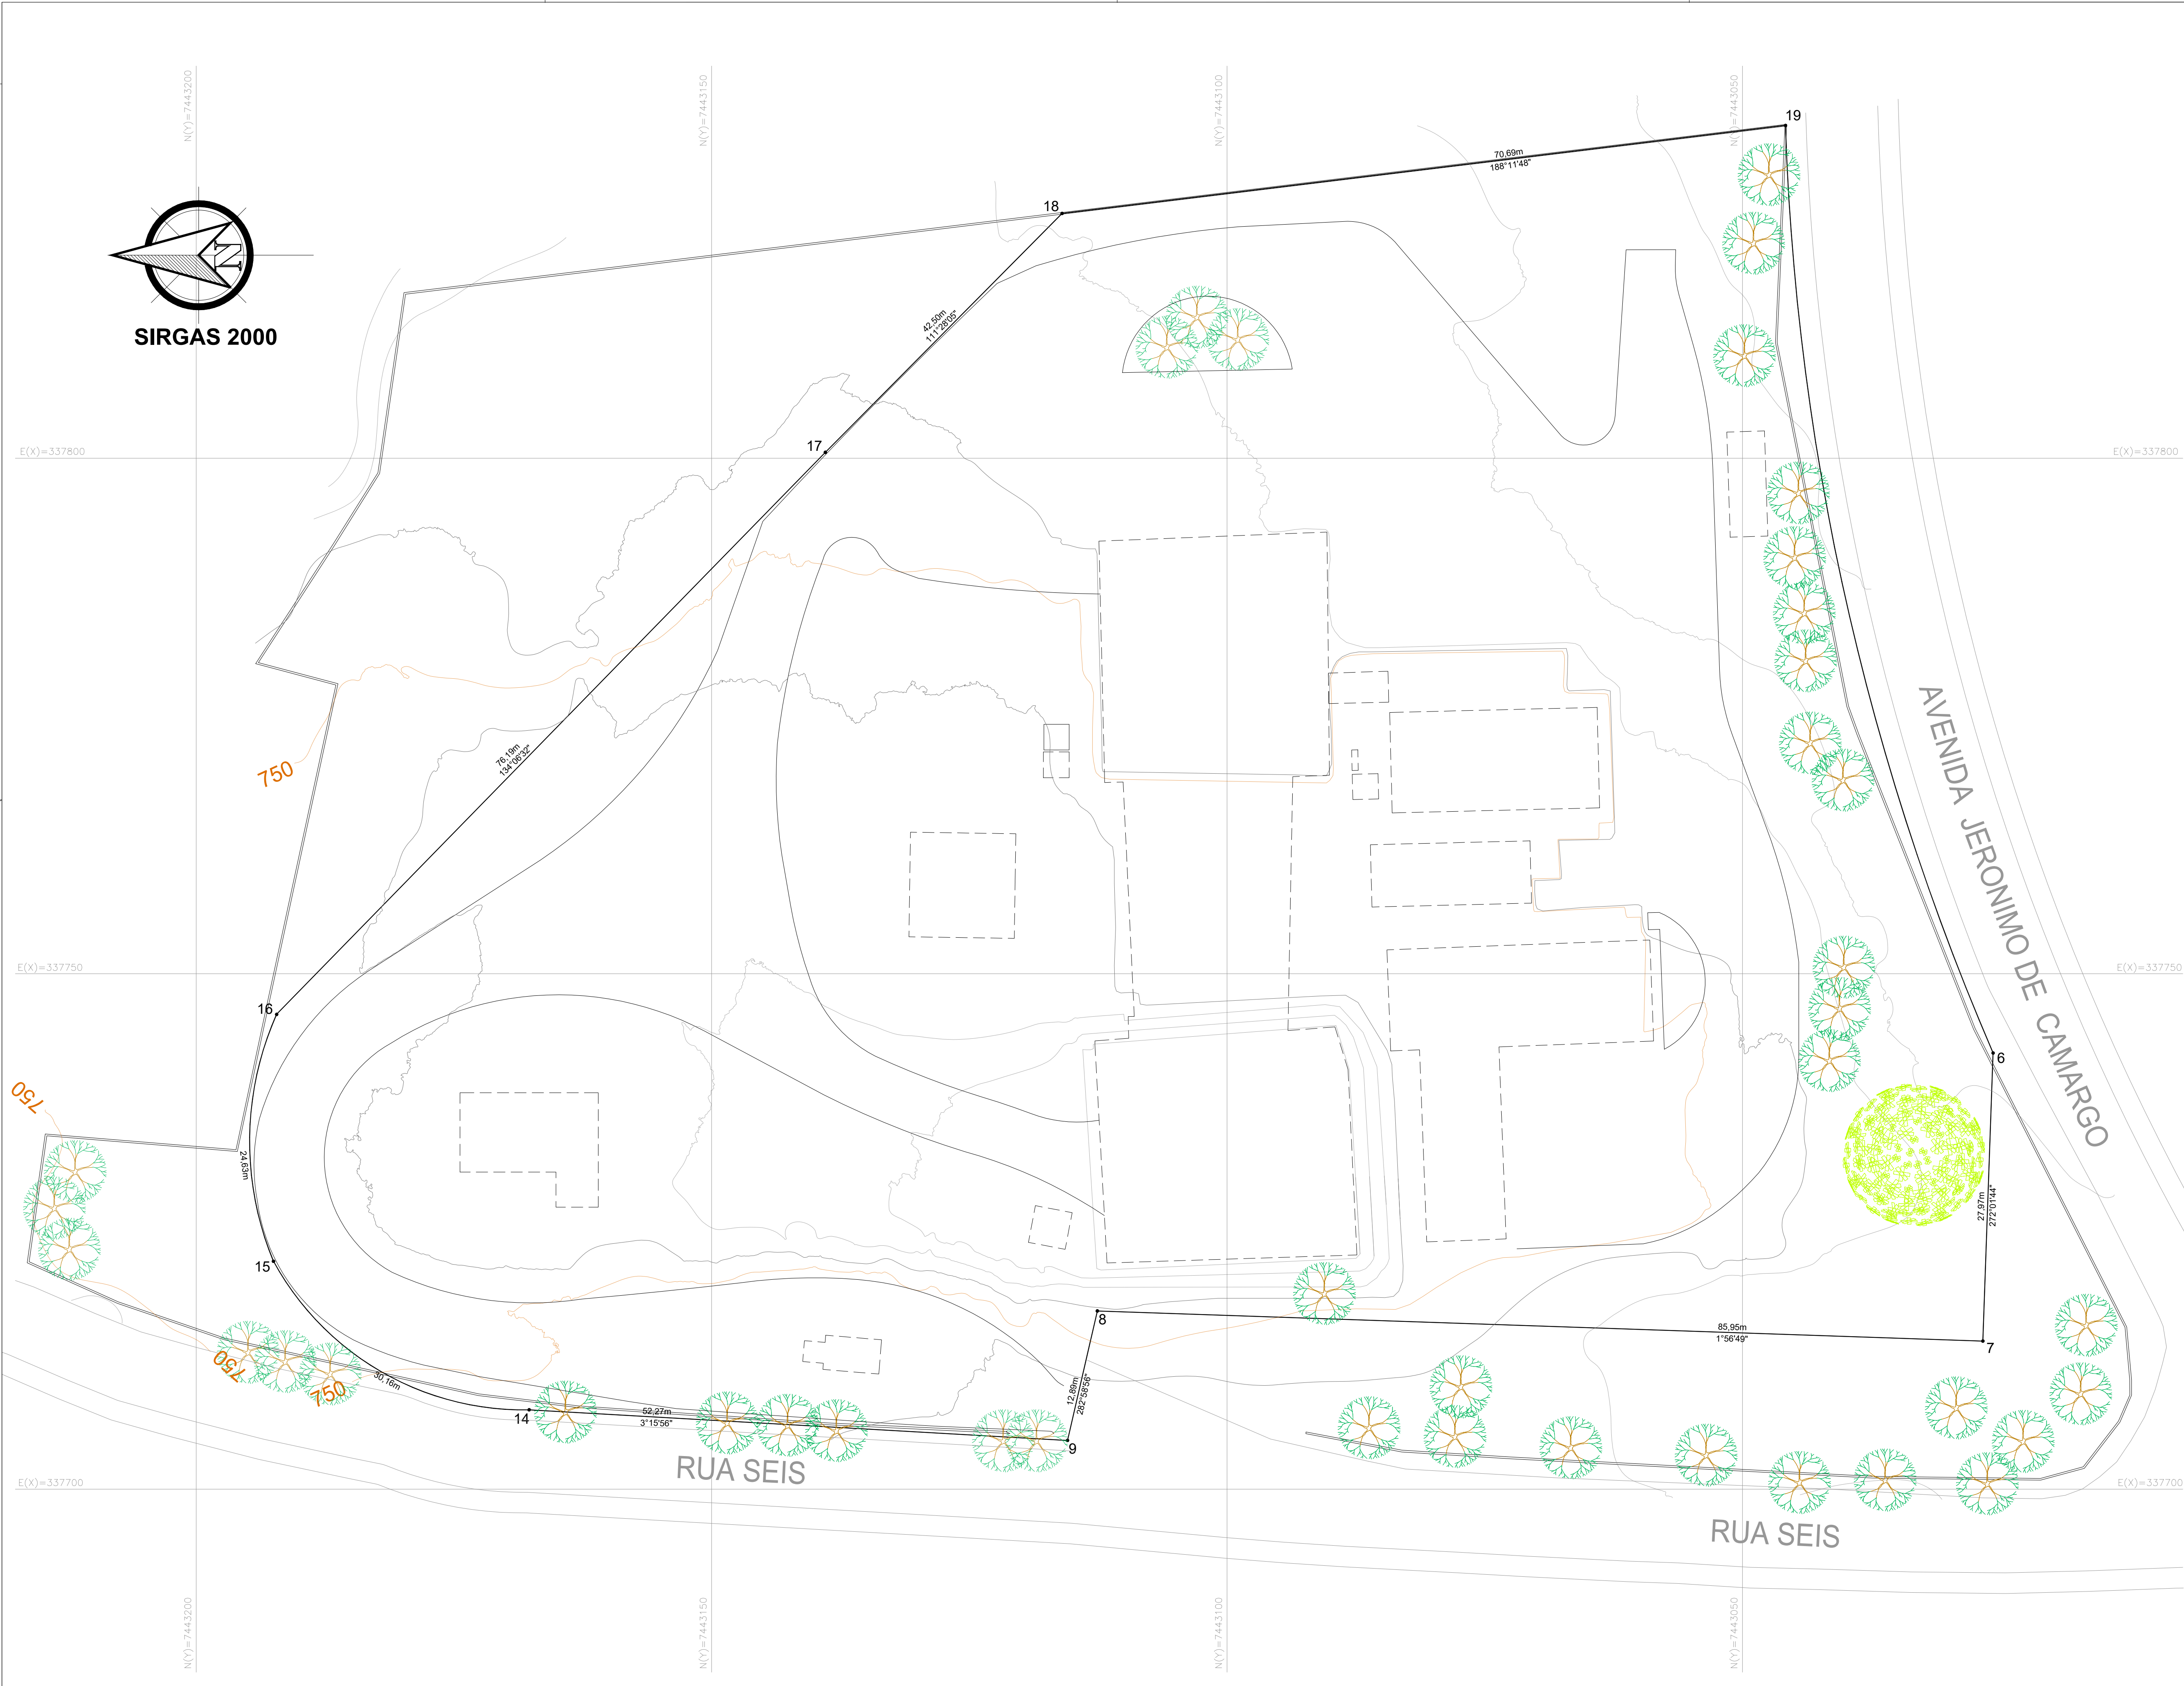 N(Y)=7443200
N(Y)=7443150
N(Y)=7443100
N(Y)=7443050
19
70,69m
188°11'48"
18
N
SIRGAS 2000
42,50m
111°28'05"
17
E(X)=337800
E(X)=337800
AVENIDA JERONIMO DE CAMARGO
76,19m
134°06'32"
750
E(X)=337750
E(X)=337750
16
6
750
24,63m
27,97m
272°01'44"
15
8
85,95m
1°56'49"
7
750
750
30,16m
12,89m
282°58'56"
14
52,27m
3°15'56"
9
RUA SEIS
E(X)=337700
E(X)=337700
RUA SEIS
N(Y)=7443200
N(Y)=7443150
N(Y)=7443100
N(Y)=7443050